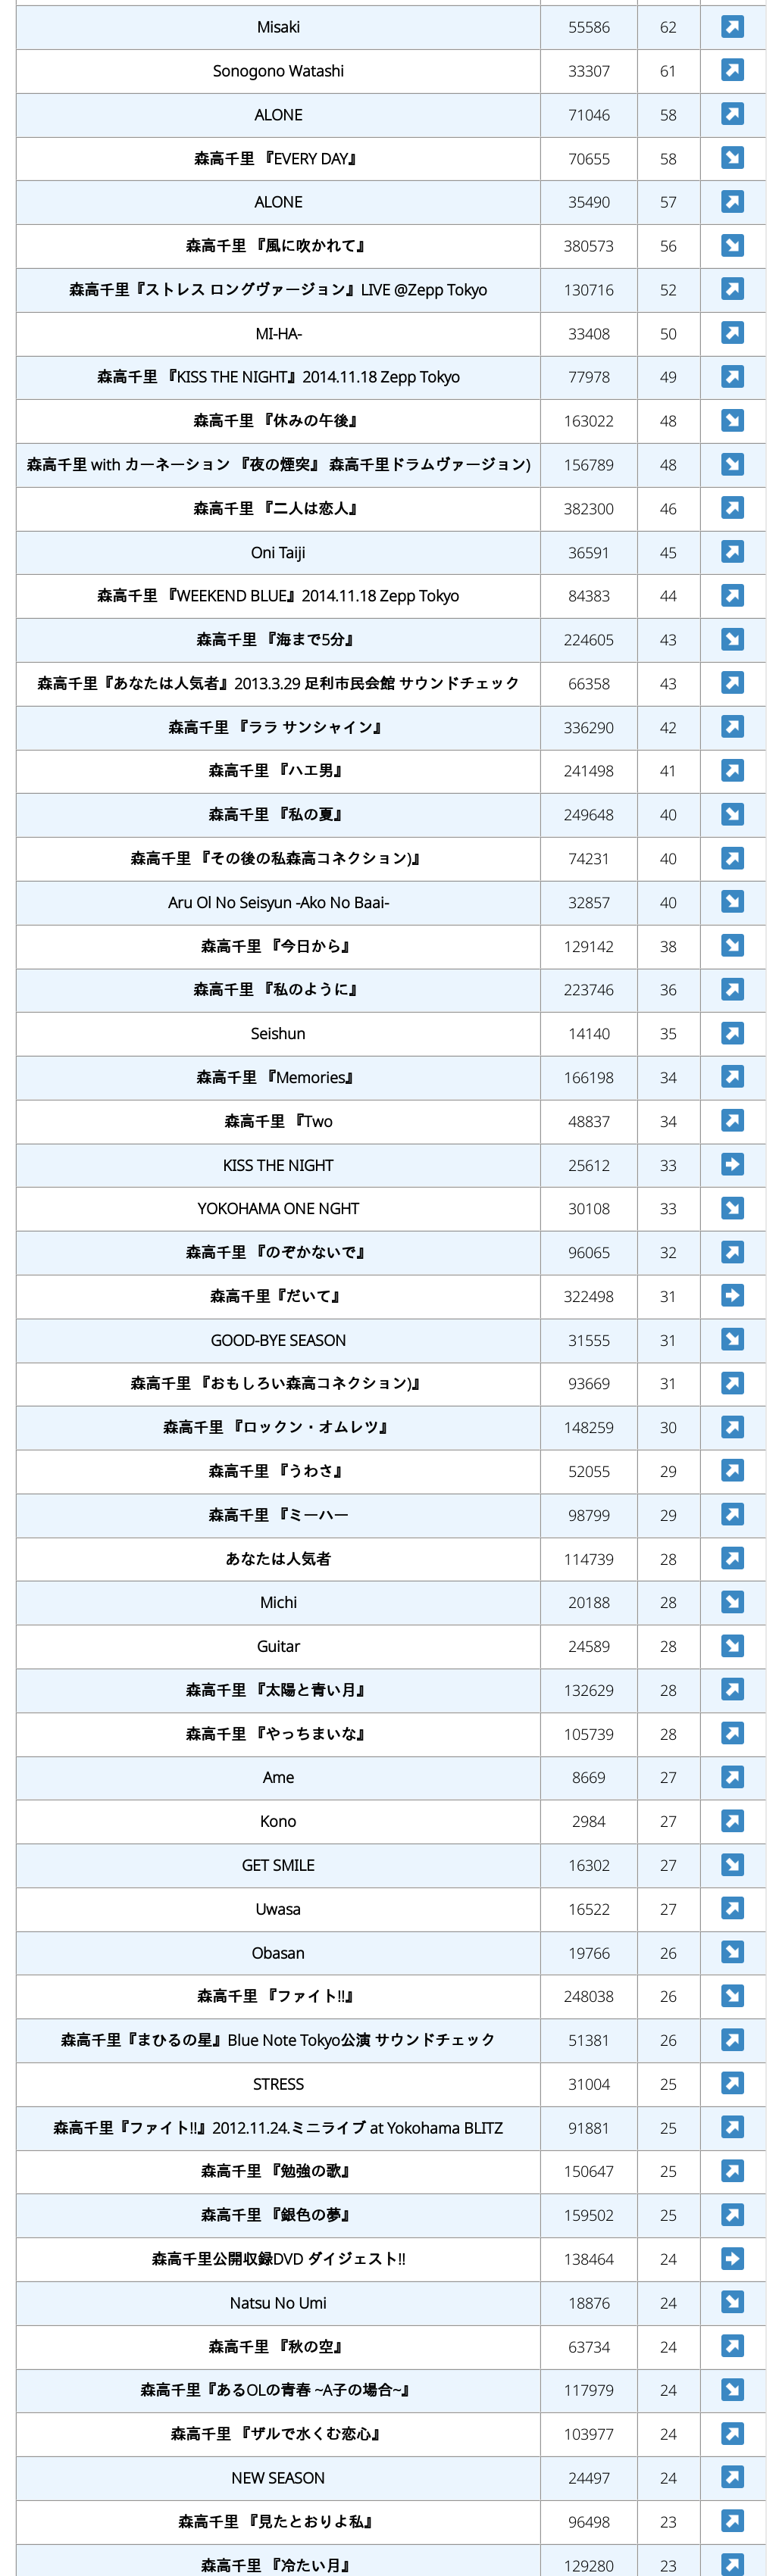 Misaki 55586 62 ↗
Sonogono Watashi 33307 61 ↗
ALONE 71046 58 ↗
森高千里 『EVERY DAY』 70655 58 ↘
ALONE 35490 57 ↗
森高千里 『風に吹かれて』 380573 56 ↘
森高千里『ストレス ロングヴァージョン』LIVE @Zepp Tokyo 130716 52 ↗
MI-HA- 33408 50 ↗
森高千里 『KISS THE NIGHT』2014.11.18 Zepp Tokyo 77978 49 ↗
森高千里 『休みの午後』 163022 48 ↘
森高千里 with カーネーション 『夜の煙突』 森高千里ドラムヴァージョン) 156789 48 ↘
森高千里 『二人は恋人』 382300 46 ↗
Oni Taiji 36591 45 ↗
森高千里 『WEEKEND BLUE』2014.11.18 Zepp Tokyo 84383 44 ↗
森高千里 『海まで5分』 224605 43 ↘
森高千里『あなたは人気者』2013.3.29 足利市民会館 サウンドチェック 66358 43 ↗
森高千里 『ララ サンシャイン』 336290 42 ↗
森高千里 『ハエ男』 241498 41 ↗
森高千里 『私の夏』 249648 40 ↘
森高千里 『その後の私森高コネクション)』 74231 40 ↗
Aru Ol No Seisyun -Ako No Baai- 32857 40 ↘
森高千里 『今日から』 129142 38 ↘
森高千里 『私のように』 223746 36 ↗
Seishun 14140 35 ↗
森高千里 『Memories』 166198 34 ↗
森高千里 『Two 48837 34 ↗
KISS THE NIGHT 25612 33 ➡
YOKOHAMA ONE NGHT 30108 33 ↘
森高千里 『のぞかないで』 96065 32 ↗
森高千里『だいて』 322498 31 ➡
GOOD-BYE SEASON 31555 31 ↘
森高千里 『おもしろい森高コネクション)』 93669 31 ↗
森高千里 『ロックン・オムレツ』 148259 30 ↗
森高千里 『うわさ』 52055 29 ↗
森高千里 『ミーハー 98799 29 ↗
あなたは人気者 114739 28 ↗
Michi 20188 28 ↘
Guitar 24589 28 ↘
森高千里 『太陽と青い月』 132629 28 ↗
森高千里 『やっちまいな』 105739 28 ↗
Ame 8669 27 ↗
Kono 2984 27 ↗
GET SMILE 16302 27 ↘
Uwasa 16522 27 ↗
Obasan 19766 26 ↘
森高千里 『ファイト!!』 248038 26 ↘
森高千里『まひるの星』Blue Note Tokyo公演 サウンドチェック 51381 26 ↗
STRESS 31004 25 ↗
森高千里『ファイト!!』2012.11.24.ミニライブ at Yokohama BLITZ 91881 25 ↗
森高千里 『勉強の歌』 150647 25 ↗
森高千里 『銀色の夢』 159502 25 ↗
森高千里公開収録DVD ダイジェスト!! 138464 24 ➡
Natsu No Umi 18876 24 ↘
森高千里 『秋の空』 63734 24 ↗
森高千里『あるOLの青春 ~A子の場合~』 117979 24 ↘
森高千里 『ザルで水くむ恋心』 103977 24 ↗
NEW SEASON 24497 24 ↗
森高千里 『見たとおりよ私』 96498 23 ↗
森高千里 『冷たい月』 129280 23 ↗